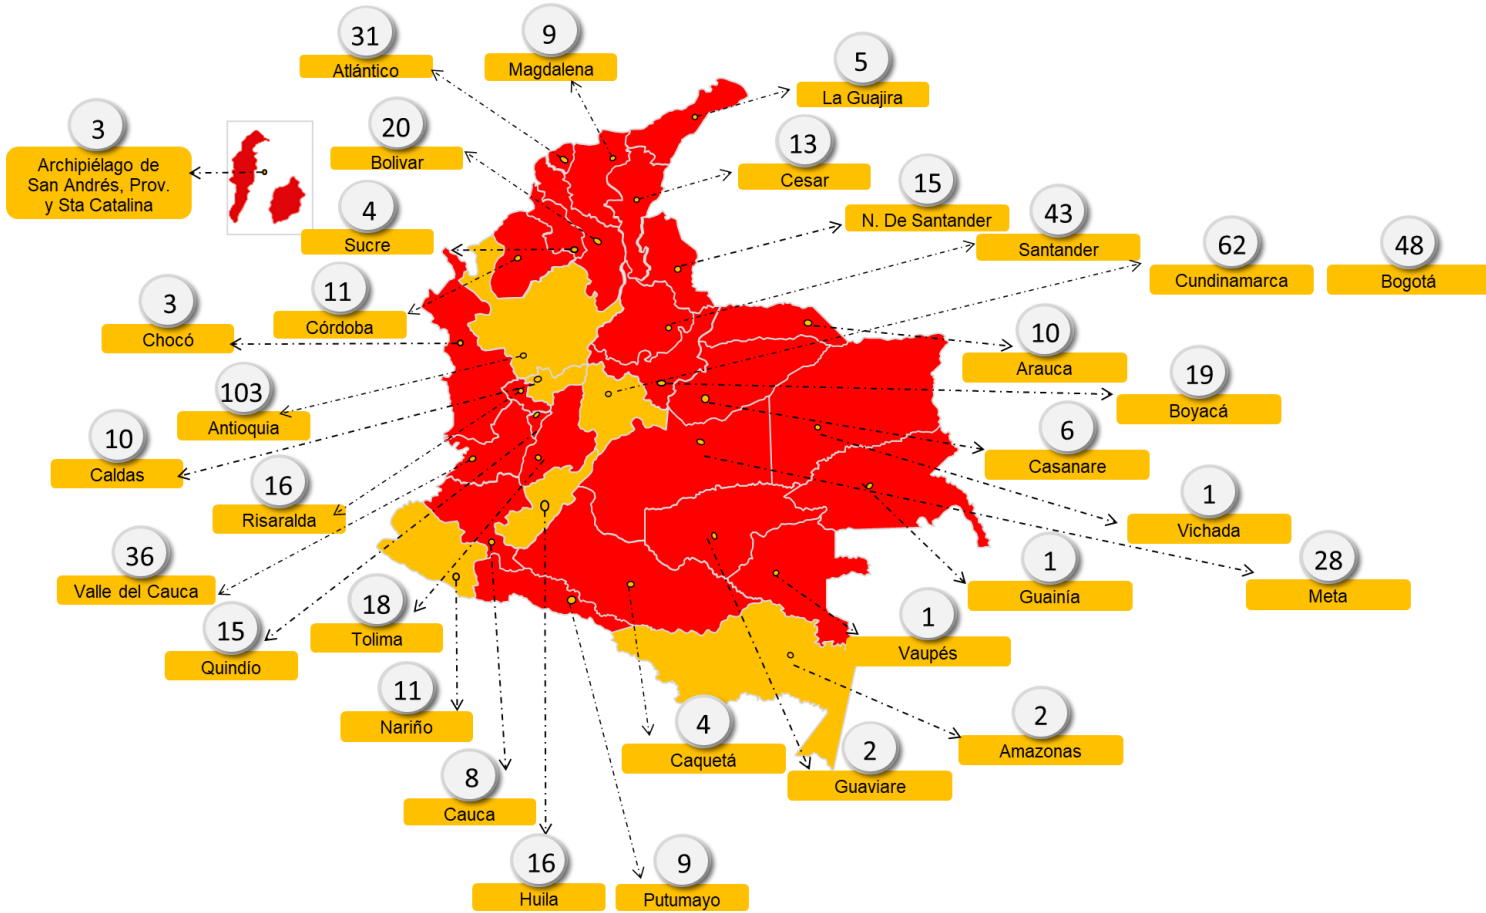 31
Atlántico
9
Magdalena
5
La Guajira
3
Archipiélago de
San Andrés, Prov.
y Sta Catalina
20
Bolivar
13
Cesar
15
N. De Santander
4
Sucre
43
Santander
62
Cundinamarca
48
Bogotá
11
Córdoba
3
Chocó
10
Arauca
103
Antioquia
19
Boyacá
10
Caldas
6
Casanare
16
Risaralda
1
Vichada
36
Valle del Cauca
1
Guainía
28
Meta
18
Tolima
15
Quindío
1
Vaupés
11
Nariño
4
Caquetá
2
Amazonas
2
Guaviare
8
Cauca
16
Huila
9
Putumayo